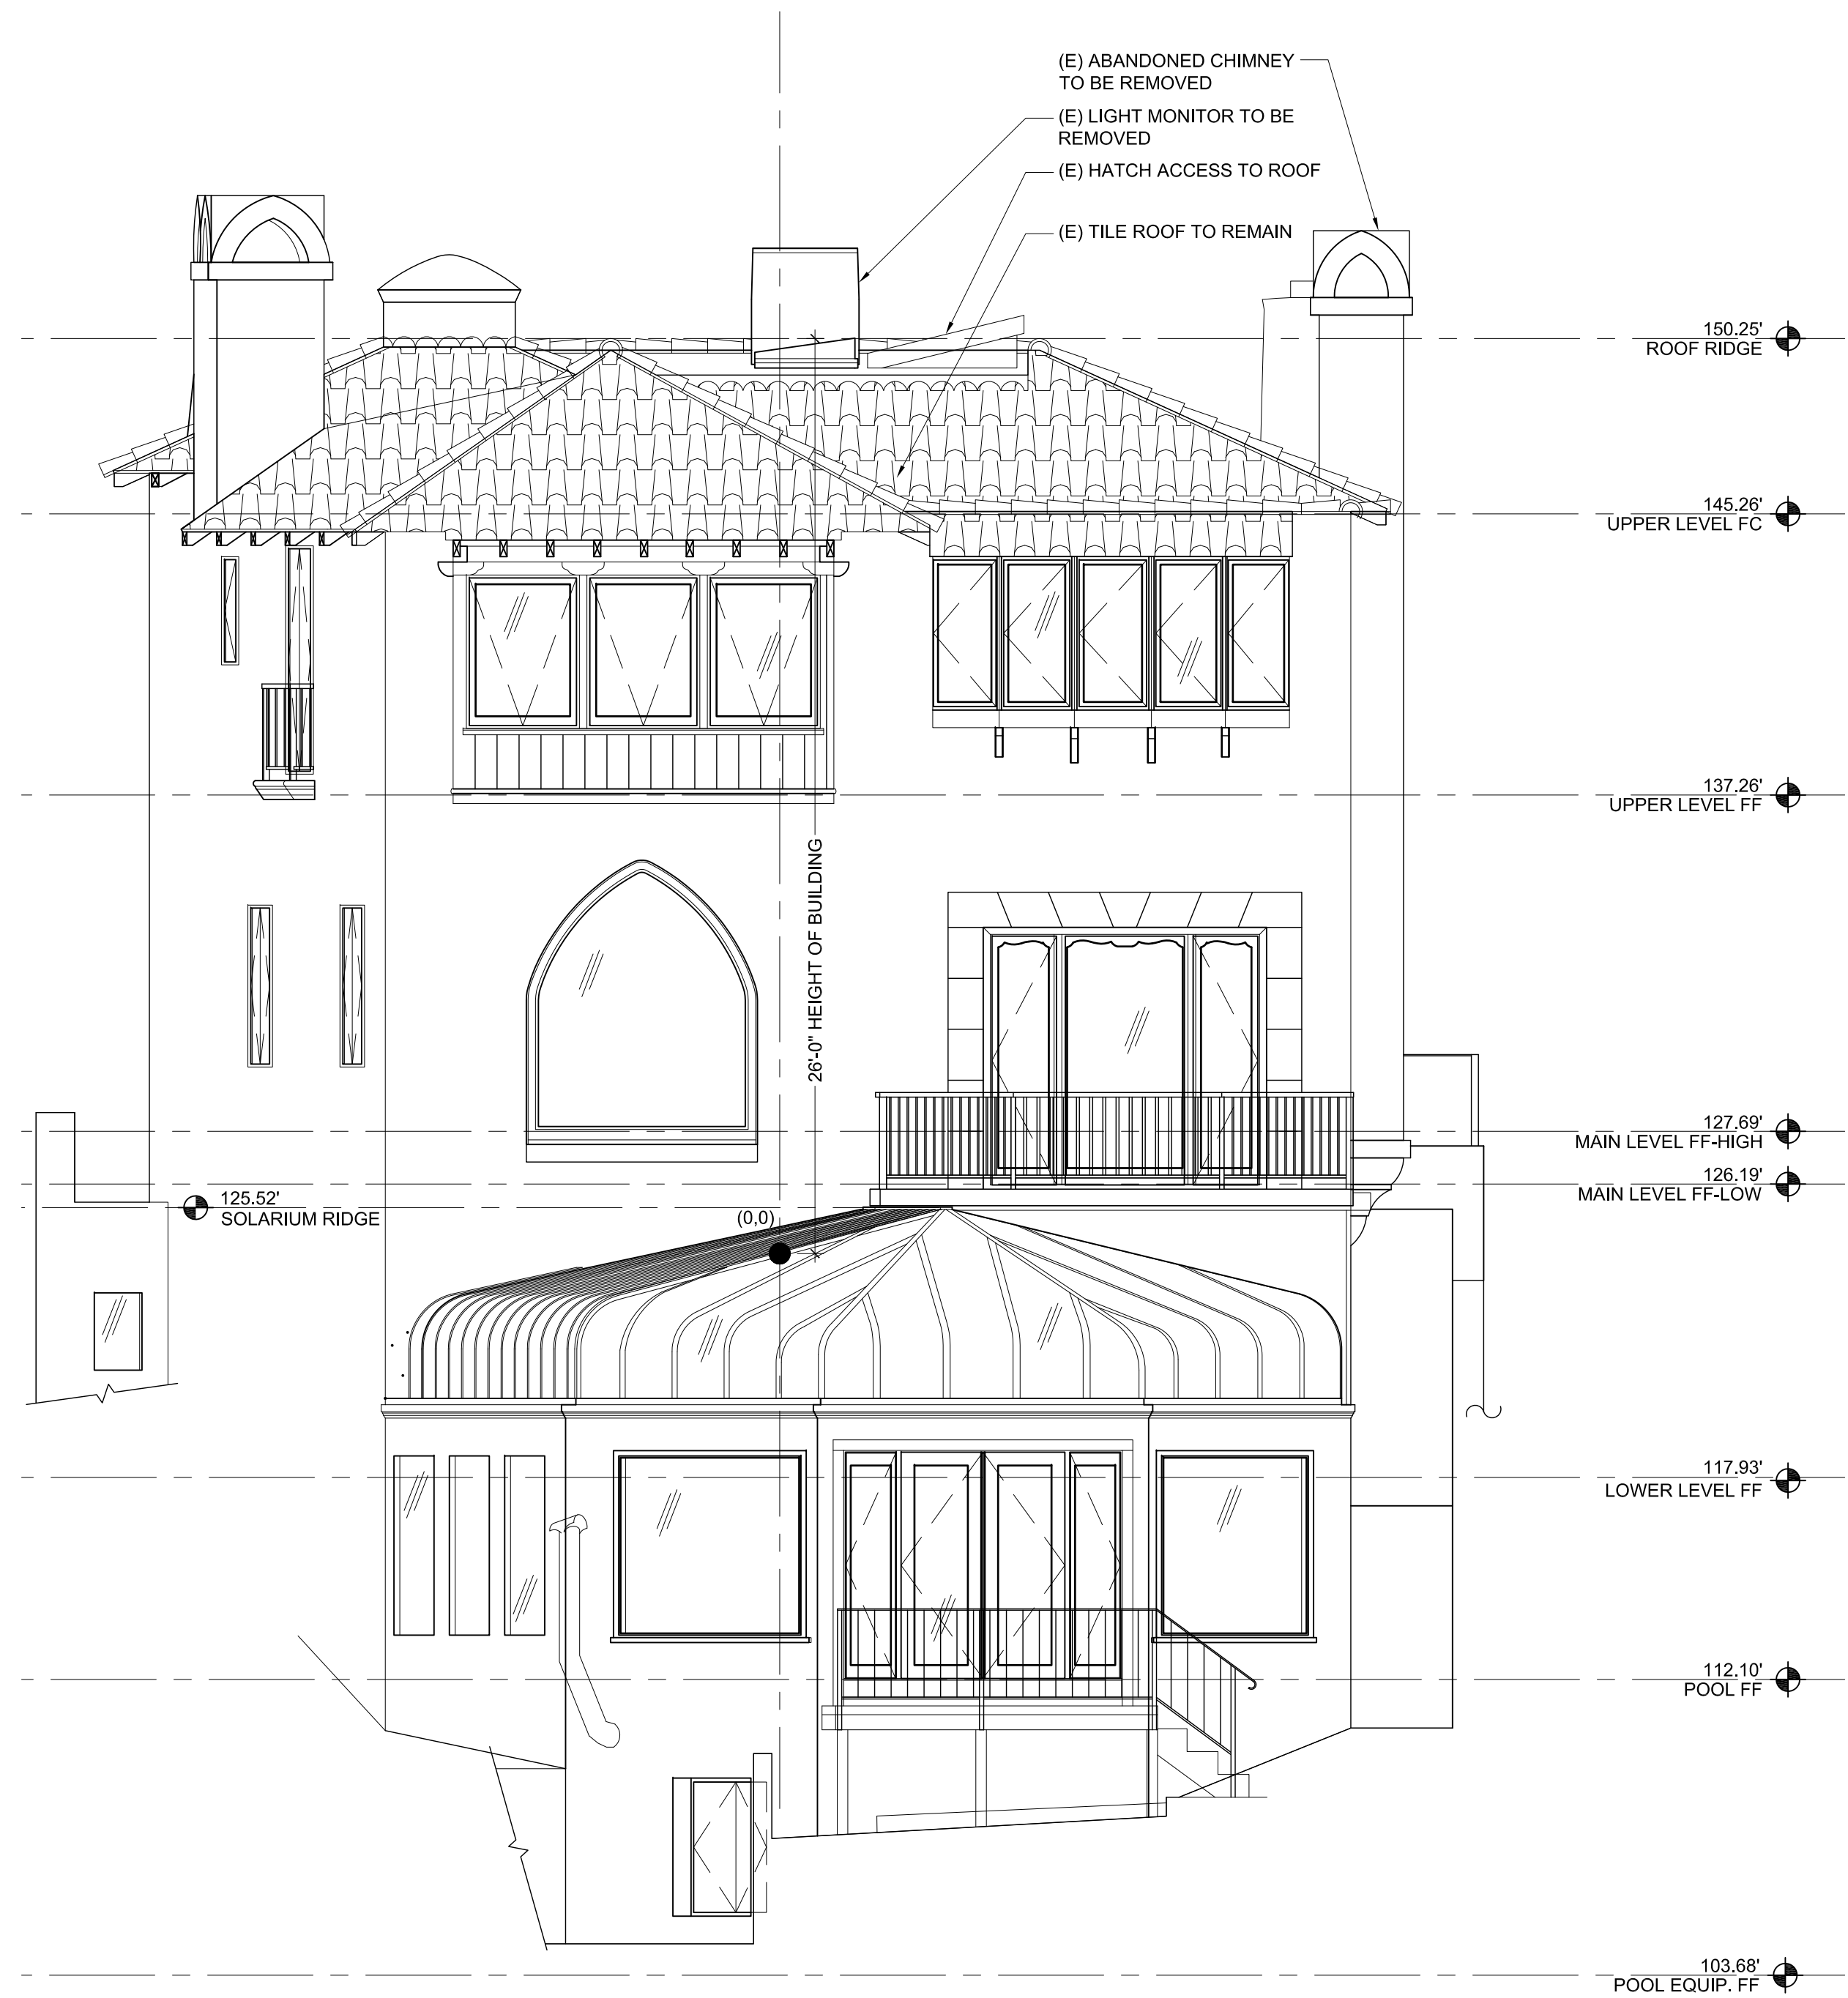 (E) ABANDONED CHIMNEY
TO BE REMOVED
(E) LIGHT MONITOR TO BE
REMOVED
(E) HATCH ACCESS TO ROOF
(E) TILE ROOF TO REMAIN
150.25'
ROOF RIDGE
145.26'
UPPER LEVEL FC
137.26'
UPPER LEVEL FF
26'-0" HEIGHT OF BUILDING
127.69'
MAIN LEVEL FF-HIGH
126.19'
MAIN LEVEL FF-LOW
125.52'
SOLARIUM RIDGE
(0,0)
117.93'
LOWER LEVEL FF
112.10'
POOL FF
103.68'
POOL EQUIP. FF